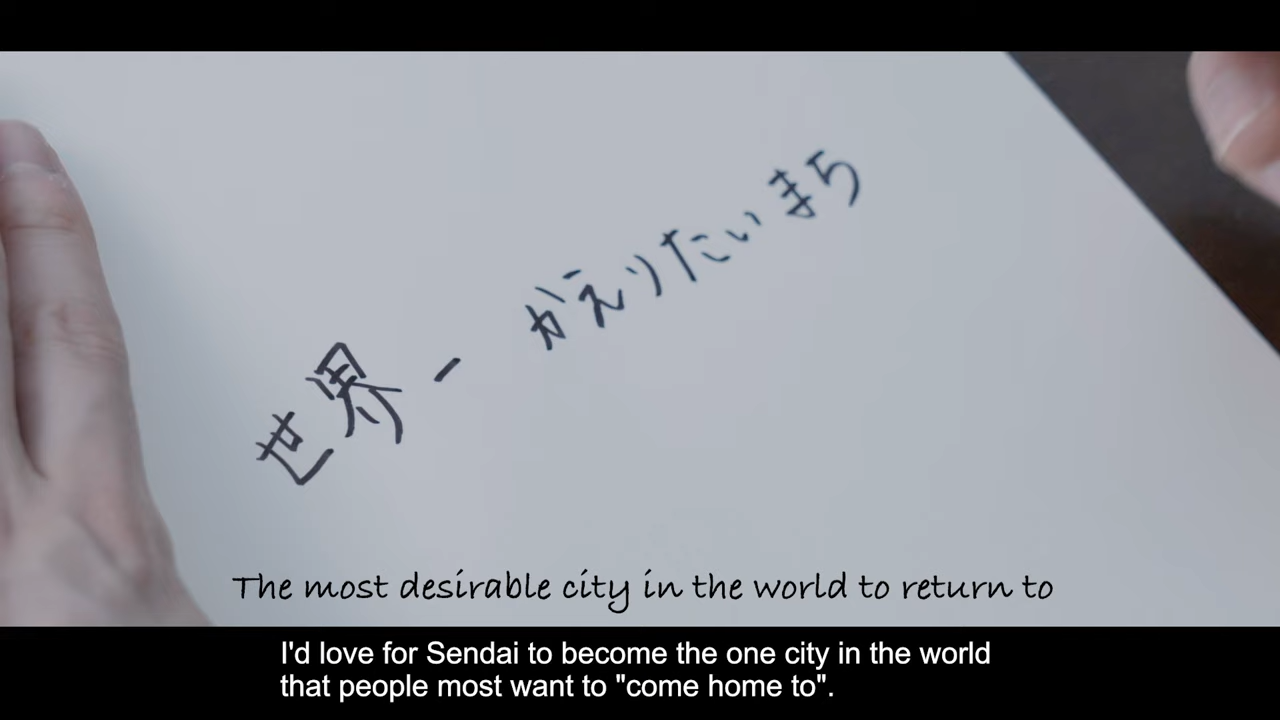 世界一 かえりたいまち
The most desirable city in the world to return to
I'd love for Sendai to become the one city in the world
that people most want to "come home to".